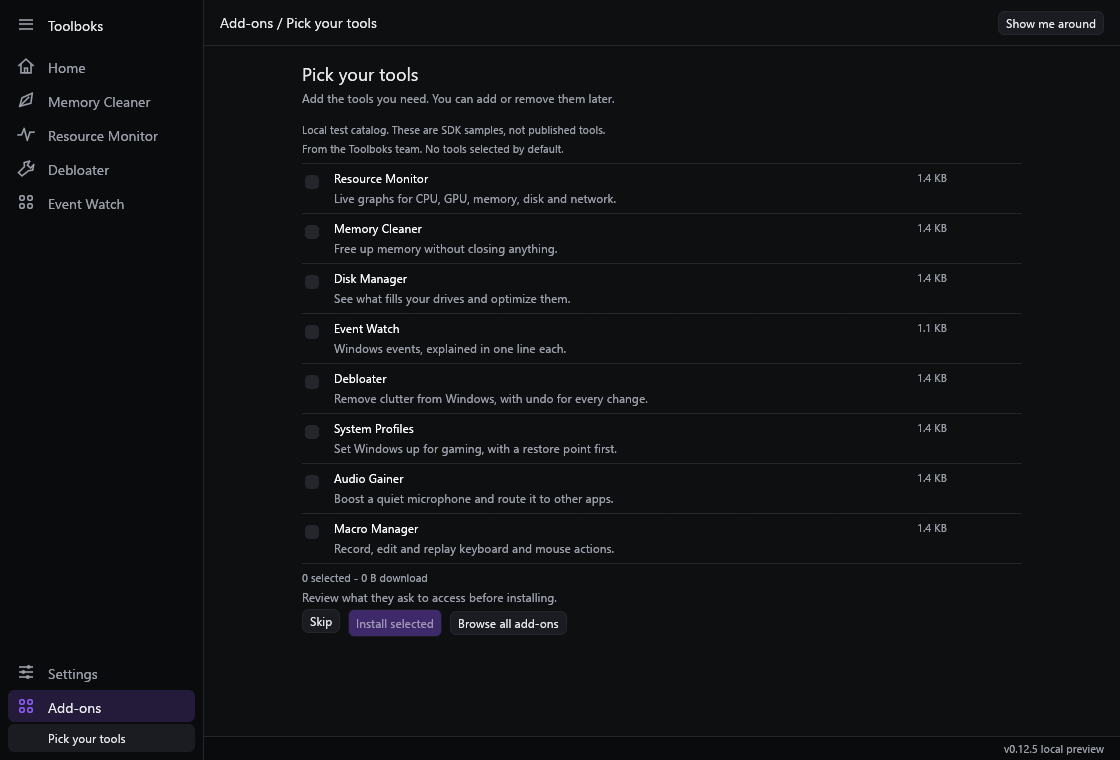 Toolboks
Home
Memory Cleaner
Resource Monitor
Debloater
Event Watch
Settings
Add-ons
Pick your tools
Add-ons / Pick your tools
Show me around
Pick your tools
Add the tools you need. You can add or remove them later.
Local test catalog. These are SDK samples, not published tools.
From the Toolboks team. No tools selected by default.
Resource Monitor 1.4 KB
Live graphs for CPU, GPU, memory, disk and network.
Memory Cleaner 1.4 KB
Free up memory without closing anything.
Disk Manager 1.4 KB
See what fills your drives and optimize them.
Event Watch 1.1 KB
Windows events, explained in one line each.
Debloater 1.4 KB
Remove clutter from Windows, with undo for every change.
System Profiles 1.4 KB
Set Windows up for gaming, with a restore point first.
Audio Gainer 1.4 KB
Boost a quiet microphone and route it to other apps.
Macro Manager 1.4 KB
Record, edit and replay keyboard and mouse actions.
0 selected - 0 B download
Review what they ask to access before installing.
Skip Install selected Browse all add-ons
v0.12.5 local preview